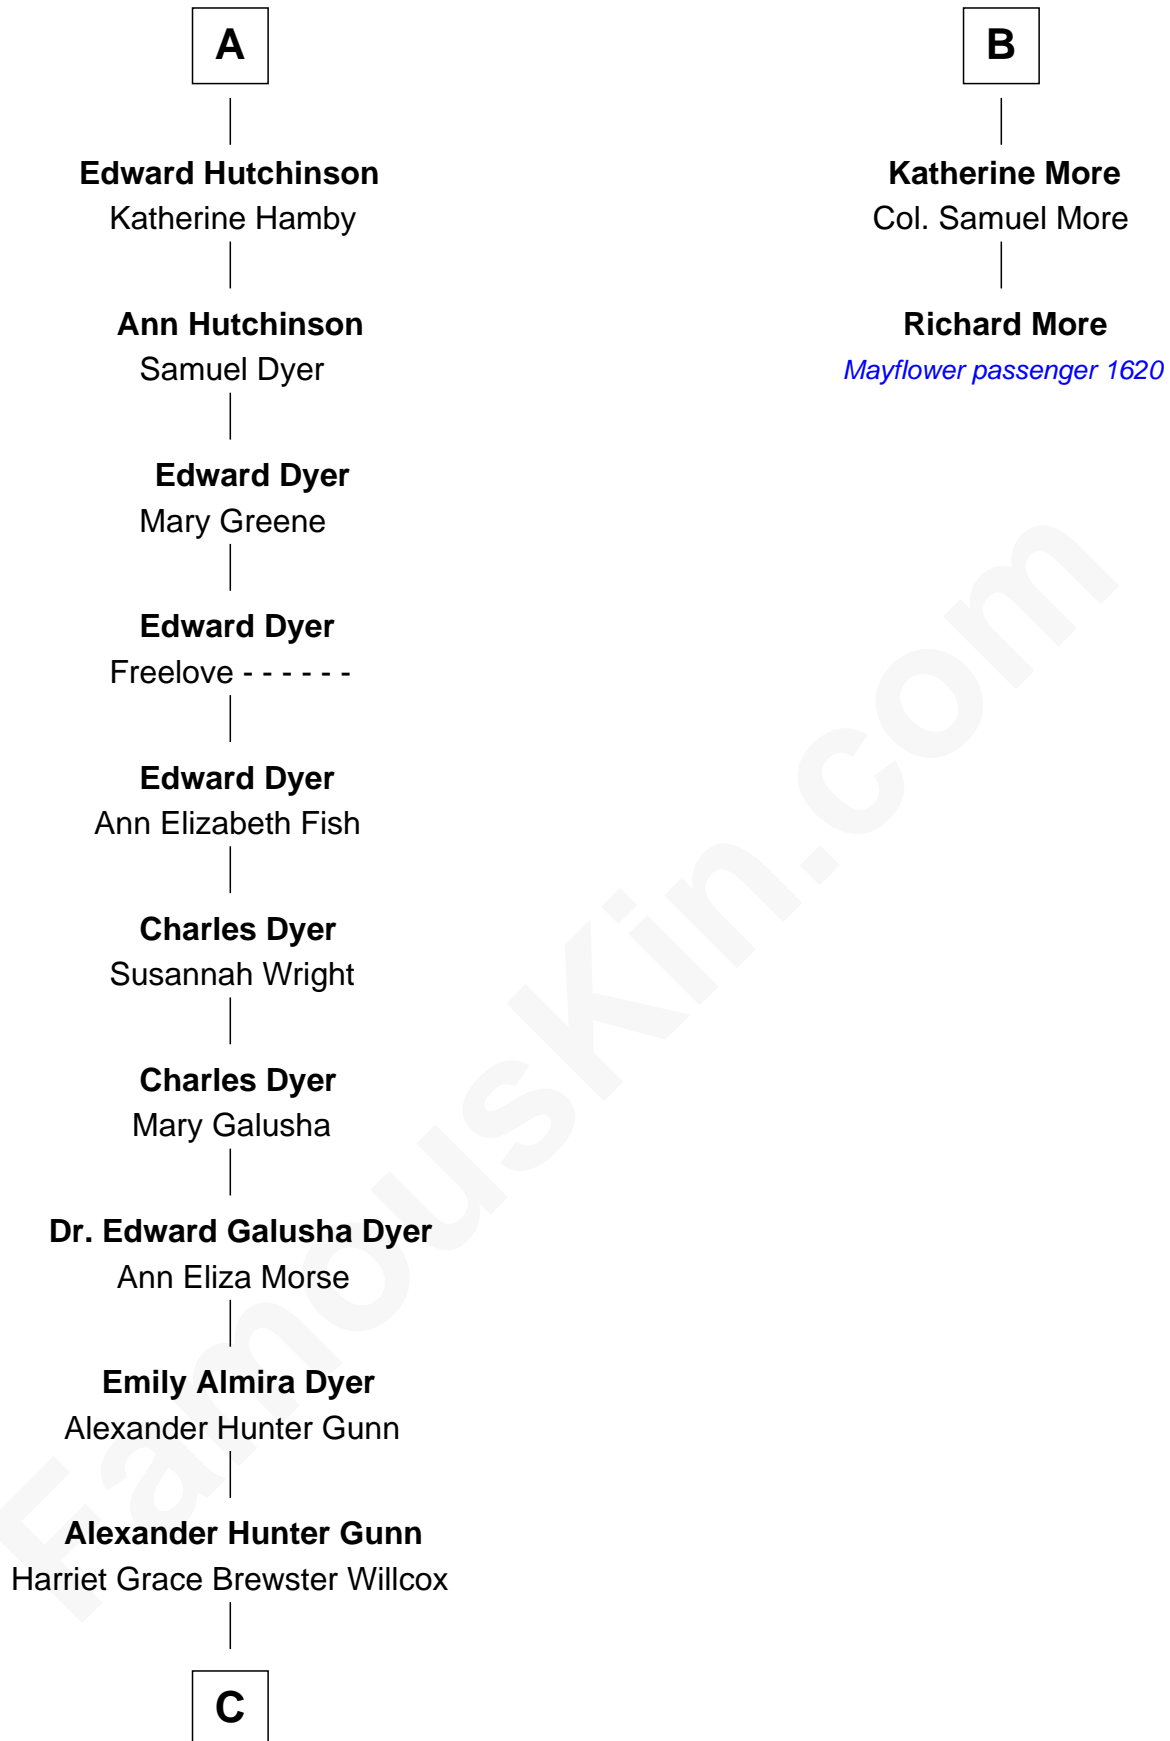 A
Edward Hutchinson
Katherine Hamby
Ann Hutchinson
Samuel Dyer
Edward Dyer
Mary Greene
Edward Dyer
Freelove - - - - - -
Edward Dyer
Ann Elizabeth Fish
Charles Dyer
Susannah Wright
Charles Dyer
Mary Galusha
Dr. Edward Galusha Dyer
Ann Eliza Morse
Emily Almira Dyer
Alexander Hunter Gunn
Alexander Hunter Gunn
Harriet Grace Brewster Willcox
C
B
Katherine More
Col. Samuel More
Richard More
Mayflower passenger 1620
FamousKin.com